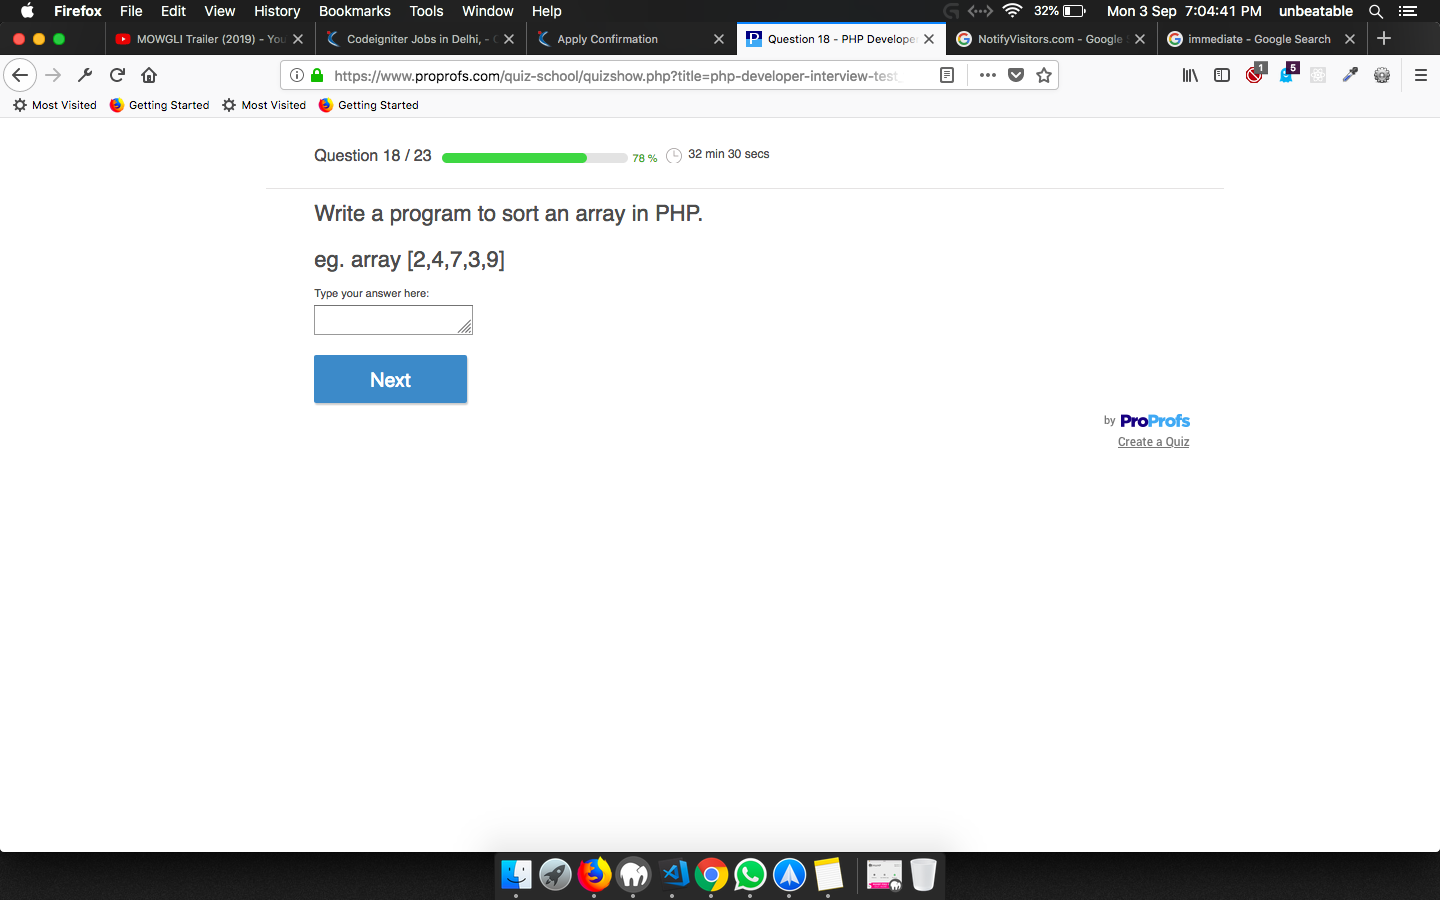 Firefox File Edit View History Bookmarks Tools Window Help 32% Mon 3 Sep 7:04:41 PM unbeatable
MOWGLI Trailer (2019) - You Codeigniter Jobs in Delhi, - Apply Confirmation Question 18 - PHP Developer NotifyVisitors.com - Google immediate - Google Search
https://www.proprofs.com/quiz-school/quizshow.php?title=php-developer-interview-test_ 1 5
Most Visited Getting Started Most Visited Getting Started
Question 18 / 23 78 % 32 min 30 secs
Write a program to sort an array in PHP.
eg. array [2,4,7,3,9]
Type your answer here:
Next
by ProProfs
Create a Quiz